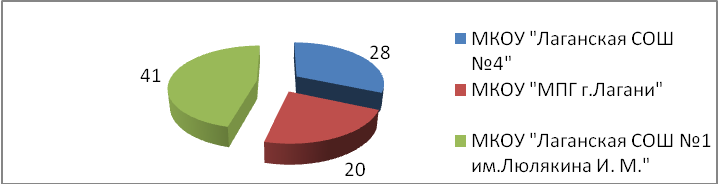 41
28
20
МКОУ "Лаганская СОШ
№4"
МКОУ "МПГ г.Лагани"
МКОУ "Лаганская СОШ №1
им.Люлякина И. М."